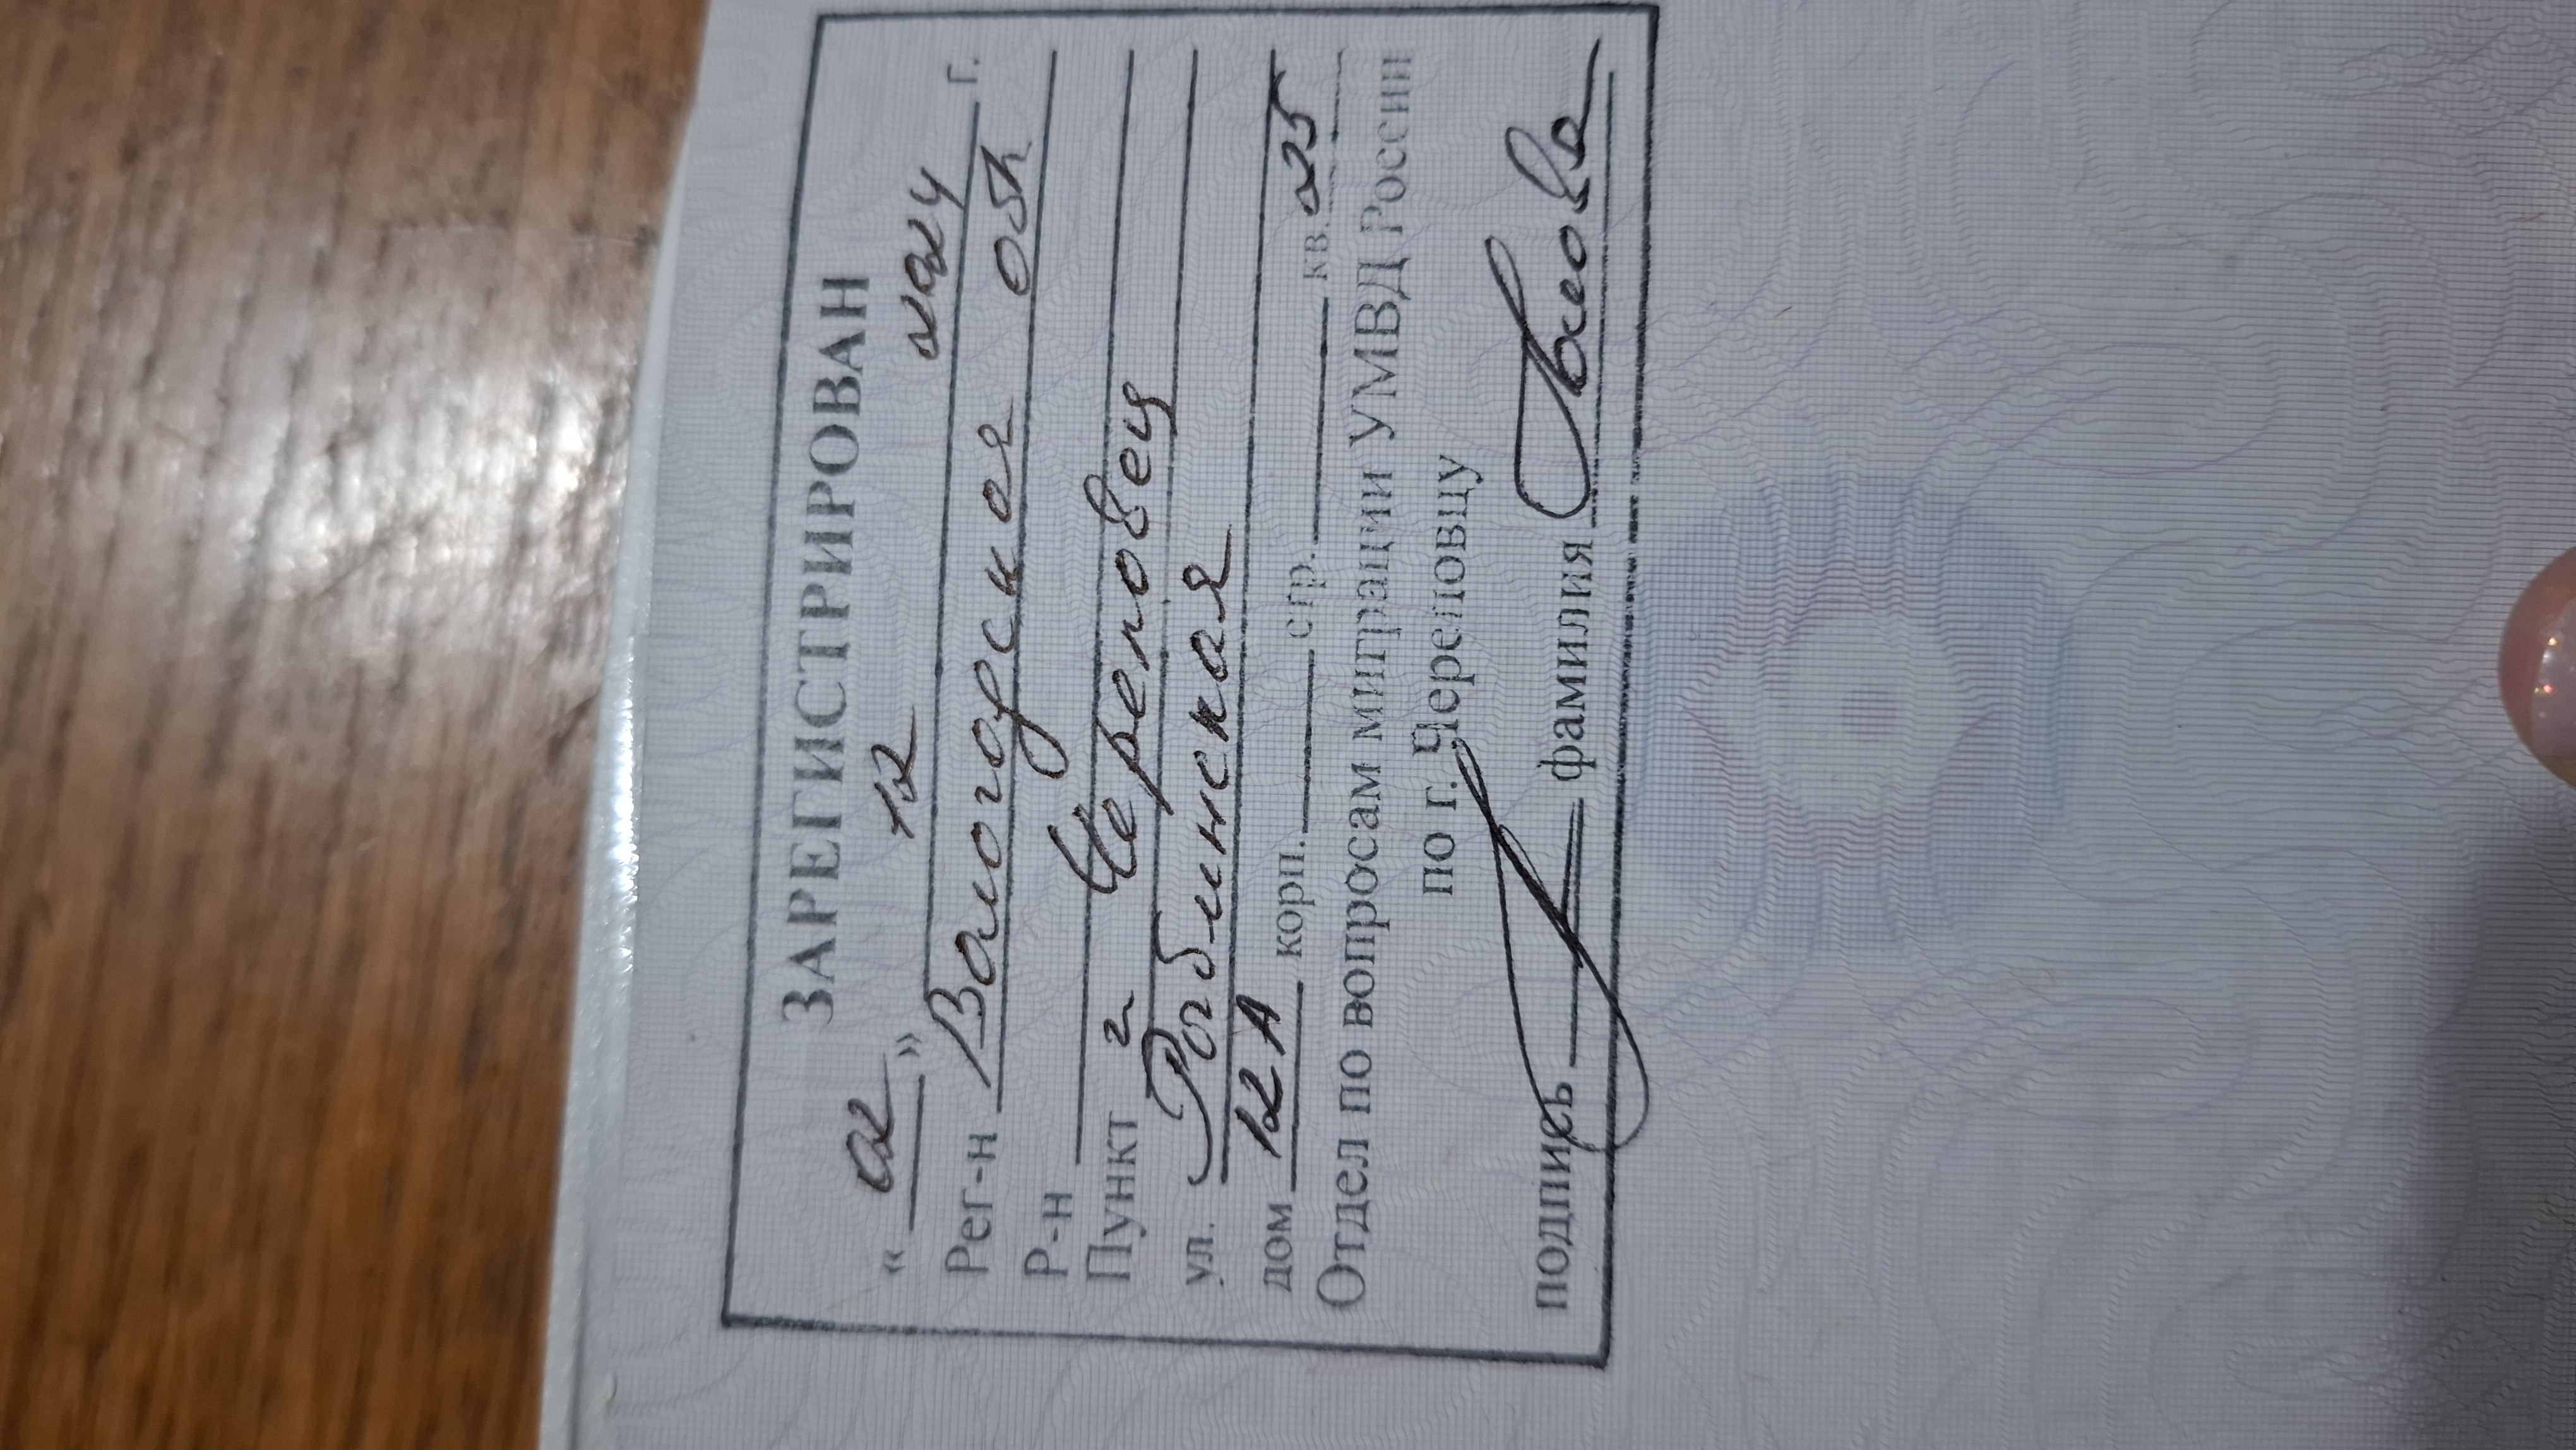 ЗАРЕГИСТРИРОВАН
« 02 » 12 2024 г.
Рег-н Вологодская обл
Р-н
Пункт г Череповец
ул. Рыбинская
дом 12А корп. стр. кв. 225
Отдел по вопросам миграции УМВД России
по г. Череповцу
подпись фамилия